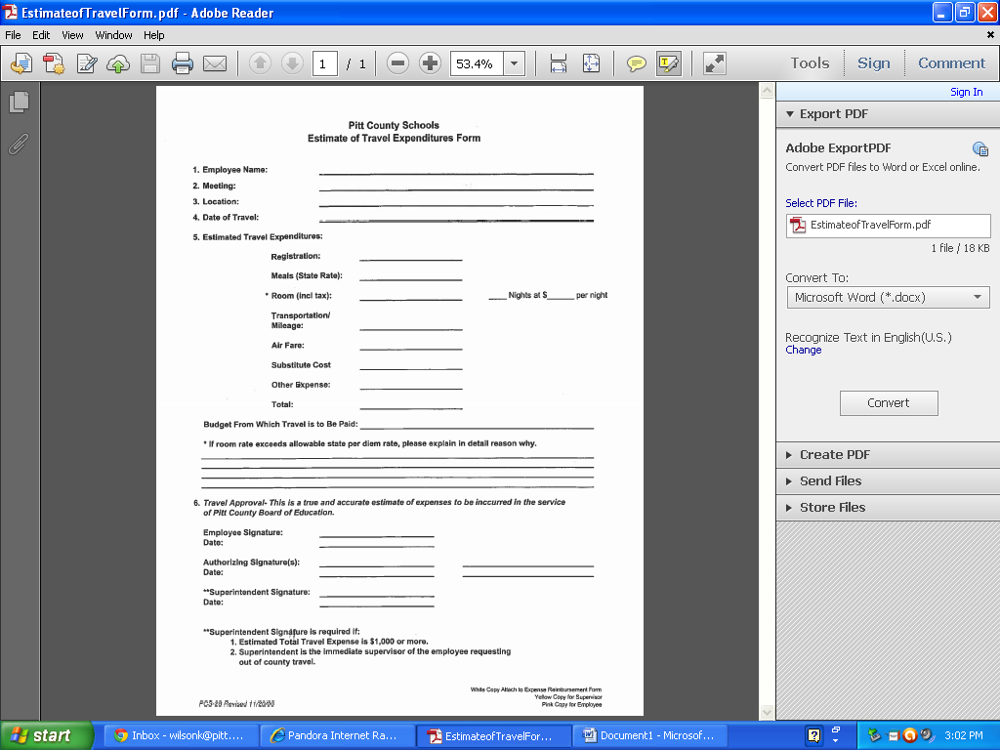 EstimateofTravelForm.pdf - Adobe Reader
File Edit View Window Help
1 / 1 53.4% Tools Sign Comment
Sign In
Export PDF
Adobe ExportPDF
Convert PDF files to Word or Excel online.
Select PDF File:
EstimateofTravelForm.pdf
1 file / 18 KB
Convert To:
Microsoft Word (*.docx)
Recognize Text in English(U.S.)
Change
Convert
Create PDF
Send Files
Store Files
Pitt County Schools
Estimate of Travel Expenditures Form
1. Employee Name:
2. Meeting:
3. Location:
4. Date of Travel:
5. Estimated Travel Expenditures:
Registration:
Meals (State Rate):
* Room (incl tax): ____ Nights at $______ per night
Transportation/
Mileage:
Air Fare:
Substitute Cost
Other Expense:
Total:
Budget From Which Travel is to Be Paid:
* If room rate exceeds allowable state per diem rate, please explain in detail reason why.
6. Travel Approval- This is a true and accurate estimate of expenses to be inccurred in the service
of Pitt County Board of Education.
Employee Signature:
Date:
Authorizing Signature(s):
Date:
**Superintendent Signature:
Date:
**Superintendent Signature is required if:
1. Estimated Total Travel Expense is $1,000 or more.
2. Superintendent is the immediate supervisor of the employee requesting
out of county travel.
White Copy Attach to Expense Reimbursement Form
Yellow Copy for Supervisor
Pink Copy for Employee
PCS-28 Revised
start Inbox - wilsonk@pitt.... Pandora Internet Ra... EstimateofTravelFor... Document1 - Microsof... 3:02 PM